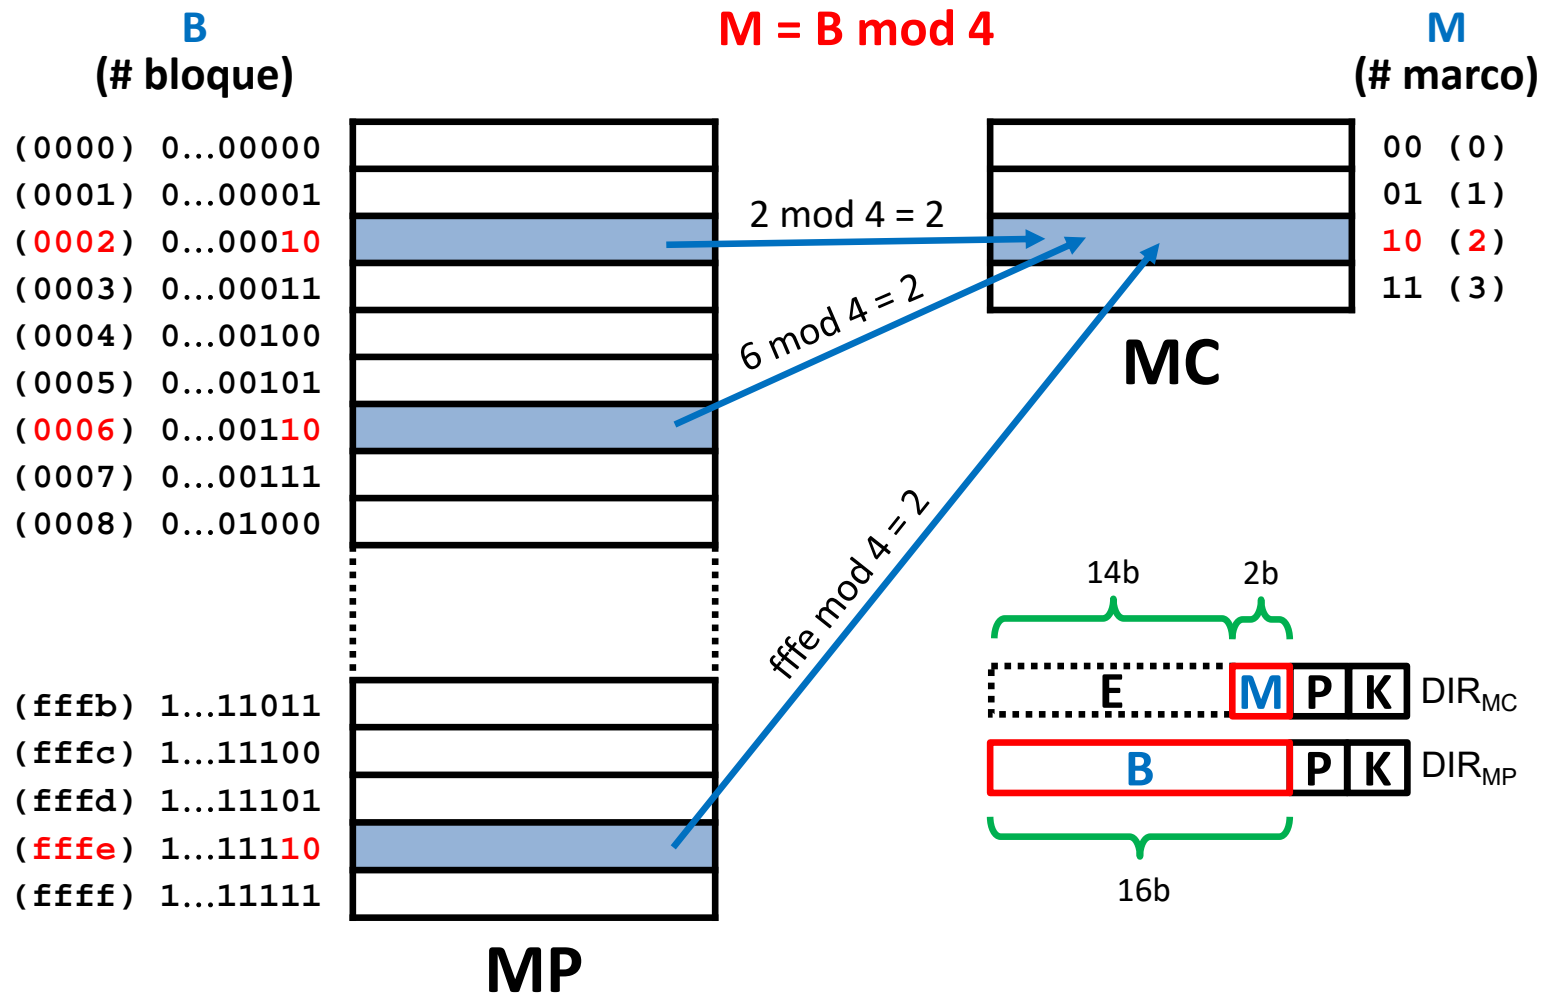 B
(# bloque)
M = B mod 4
M
(# marco)
(0000) 0...00000
(0001) 0...00001
(0002) 0...00010
(0003) 0...00011
(0004) 0...00100
(0005) 0...00101
(0006) 0...00110
(0007) 0...00111
(0008) 0...01000
(fffb) 1...11011
(fffc) 1...11100
(fffd) 1...11101
(fffe) 1...11110
(ffff) 1...11111
MP
2 mod 4 = 2
6 mod 4 = 2
fffe mod 4 = 2
00 (0)
01 (1)
10 (2)
11 (3)
MC
14b 2b
E M P K DIRMC
B P K DIRMP
16b